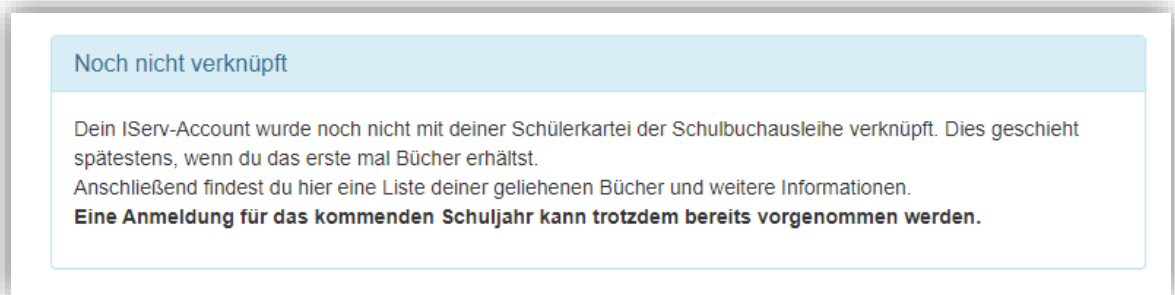 Noch nicht verknüpft
Dein IServ-Account wurde noch nicht mit deiner Schülerkartei der Schulbuchausleihe verknüpft. Dies geschieht
spätestens, wenn du das erste mal Bücher erhältst.
Anschließend findest du hier eine Liste deiner geliehenen Bücher und weitere Informationen.
Eine Anmeldung für das kommenden Schuljahr kann trotzdem bereits vorgenommen werden.